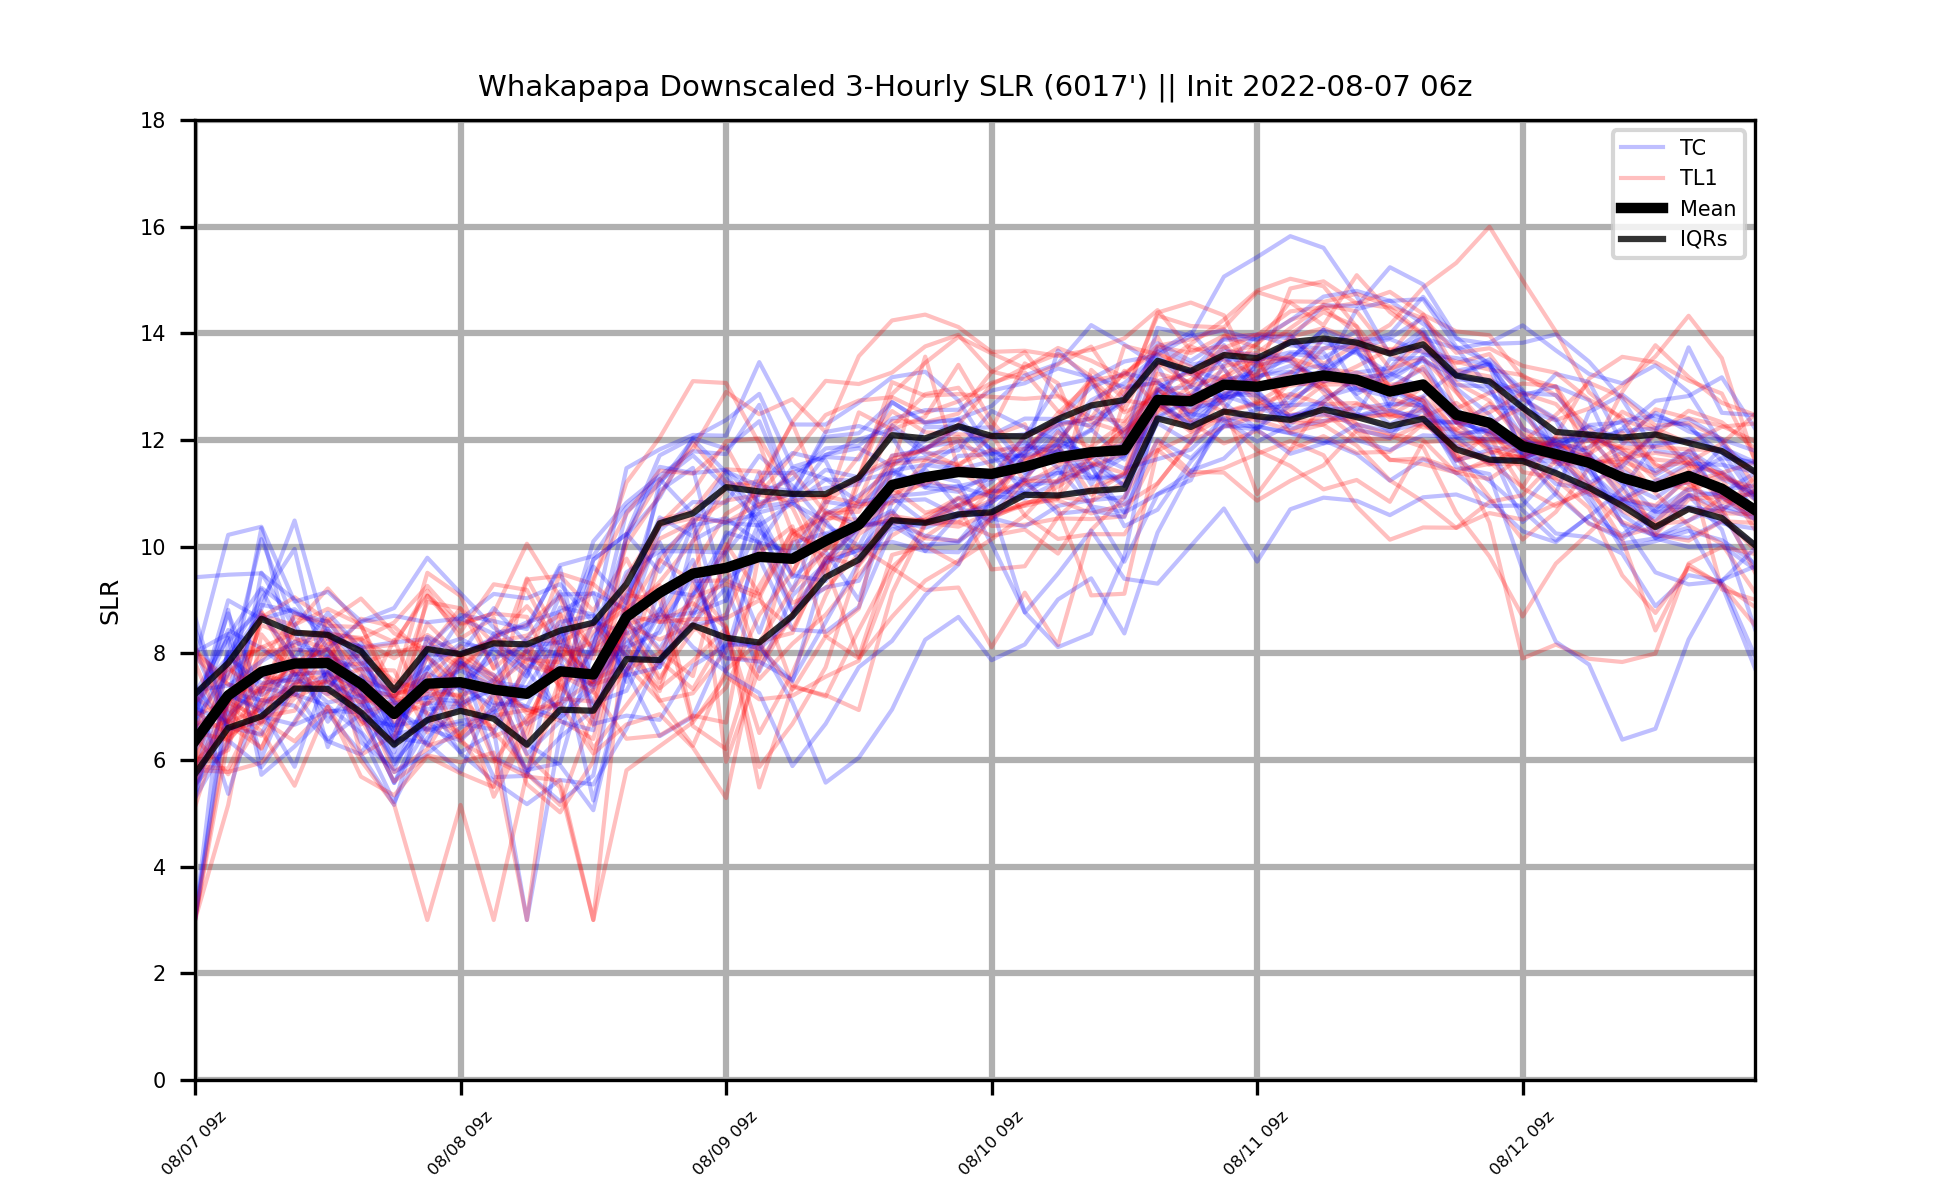 Whakapapa Downscaled 3-Hourly SLR (6017') || Init 2022-08-07 06z
TC
TL1
Mean
IQRs
SLR
18
16
14
12
10
8
6
4
2
0
08/07 09z
08/08 09z
08/09 09z
08/10 09z
08/11 09z
08/12 09z